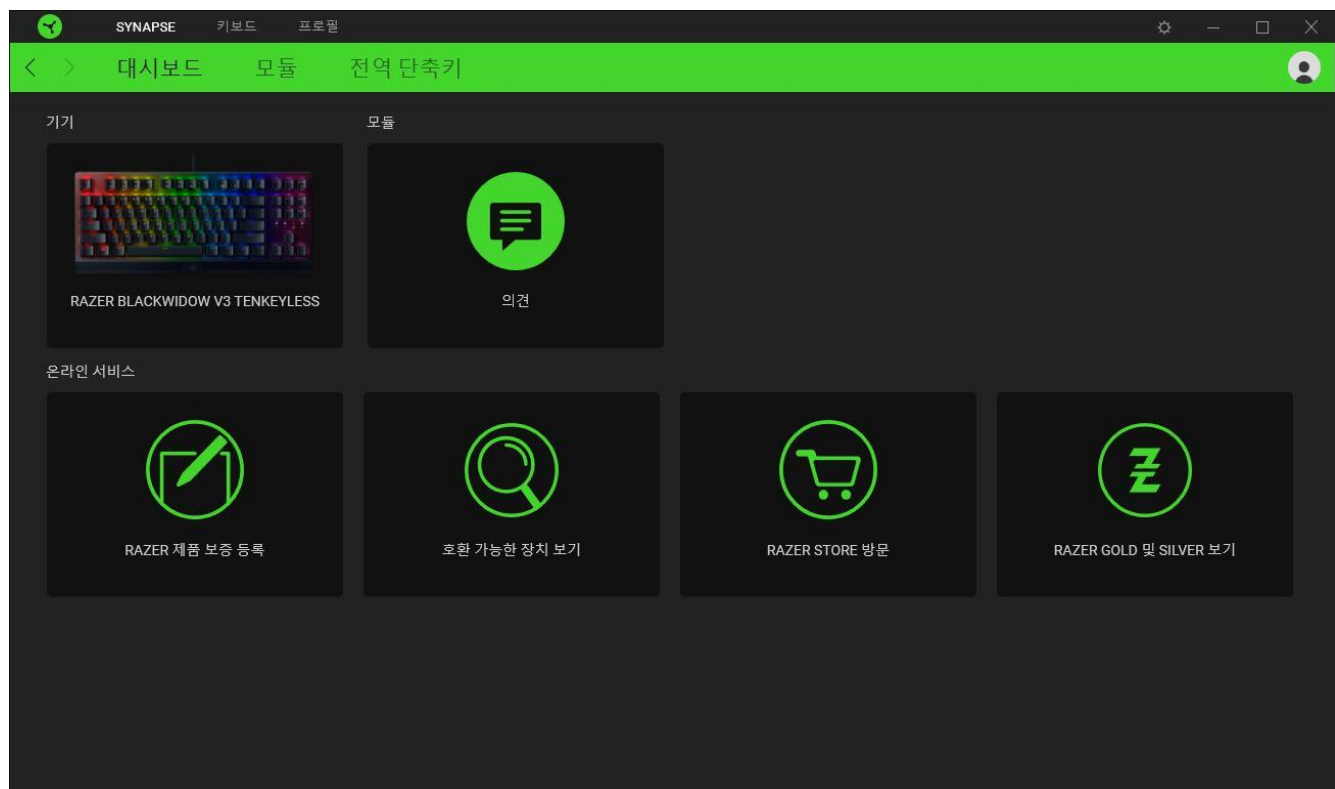 SYNAPSE 키보드 프로필
대시보드 모듈 전역 단축키
기기 모듈
RAZER BLACKWIDOW V3 TENKEYLESS 의견
온라인 서비스
RAZER 제품 보증 등록 호환 가능한 장치 보기 RAZER STORE 방문 RAZER GOLD 및 SILVER 보기